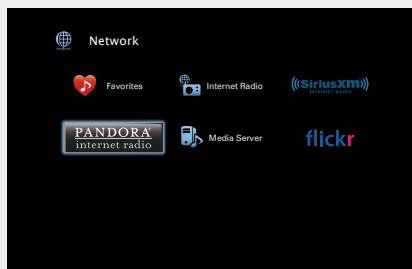 Network
Favorites
Internet Radio
((SiriusXM))
INTERNET RADIO
PANDORA®
internet radio
Media Server
flickr